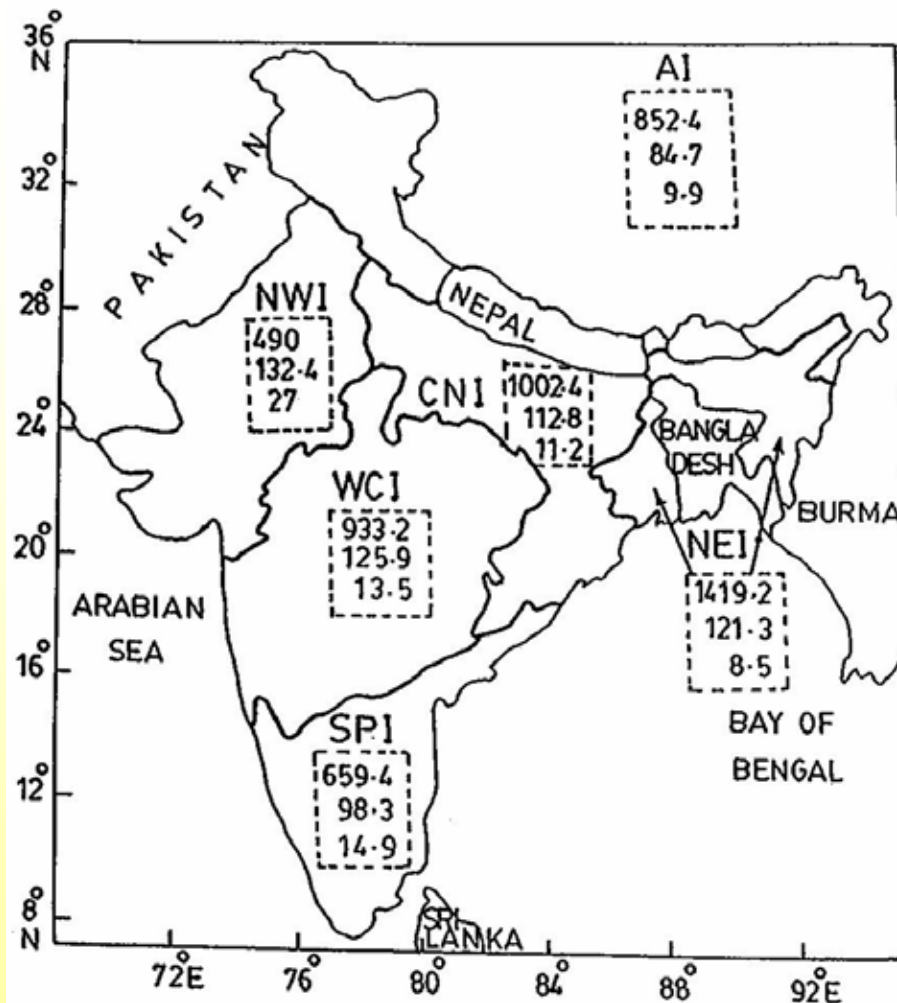 36°
N
32°
28°
24°
20°
16°
12°
8°
N
AI
852·4
84·7
9·9
PAKISTAN
NWI
490
132·4
27
NEPAL
CNI
1002·4
112·8
11·2
BANGLA
DESH
BURMA
WCI
933·2
125·9
13·5
NEI
1419·2
121·3
8·5
ARABIAN
SEA
BAY OF
BENGAL
SPI
659·4
98·3
14·9
SRI
LANKA
72°E
76°
80°
84°
88°
92°E